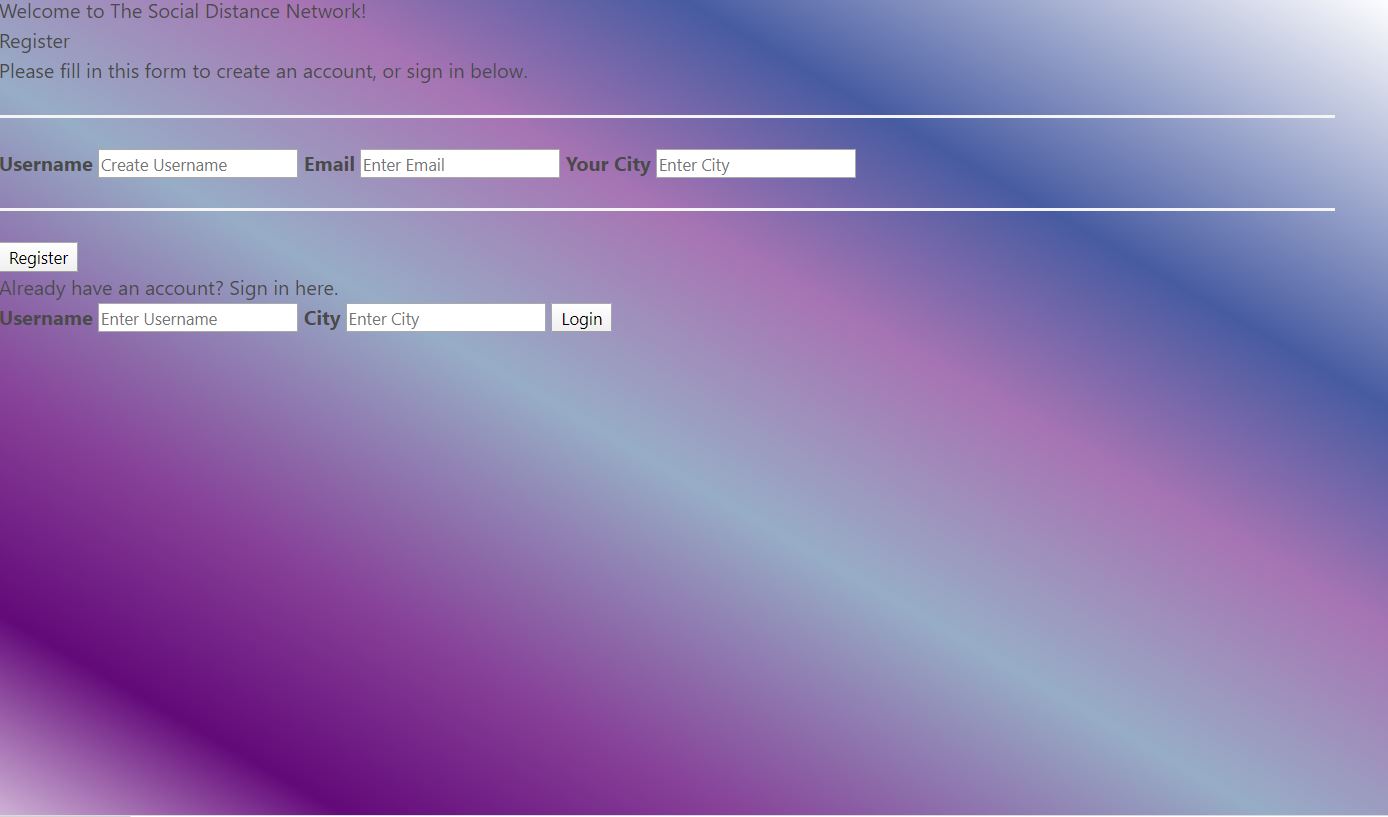 Welcome to The Social Distance Network!
Register
Please fill in this form to create an account, or sign in below.
Username Create Username Email Enter Email Your City Enter City
Register
Already have an account? Sign in here.
Username Enter Username City Enter City Login